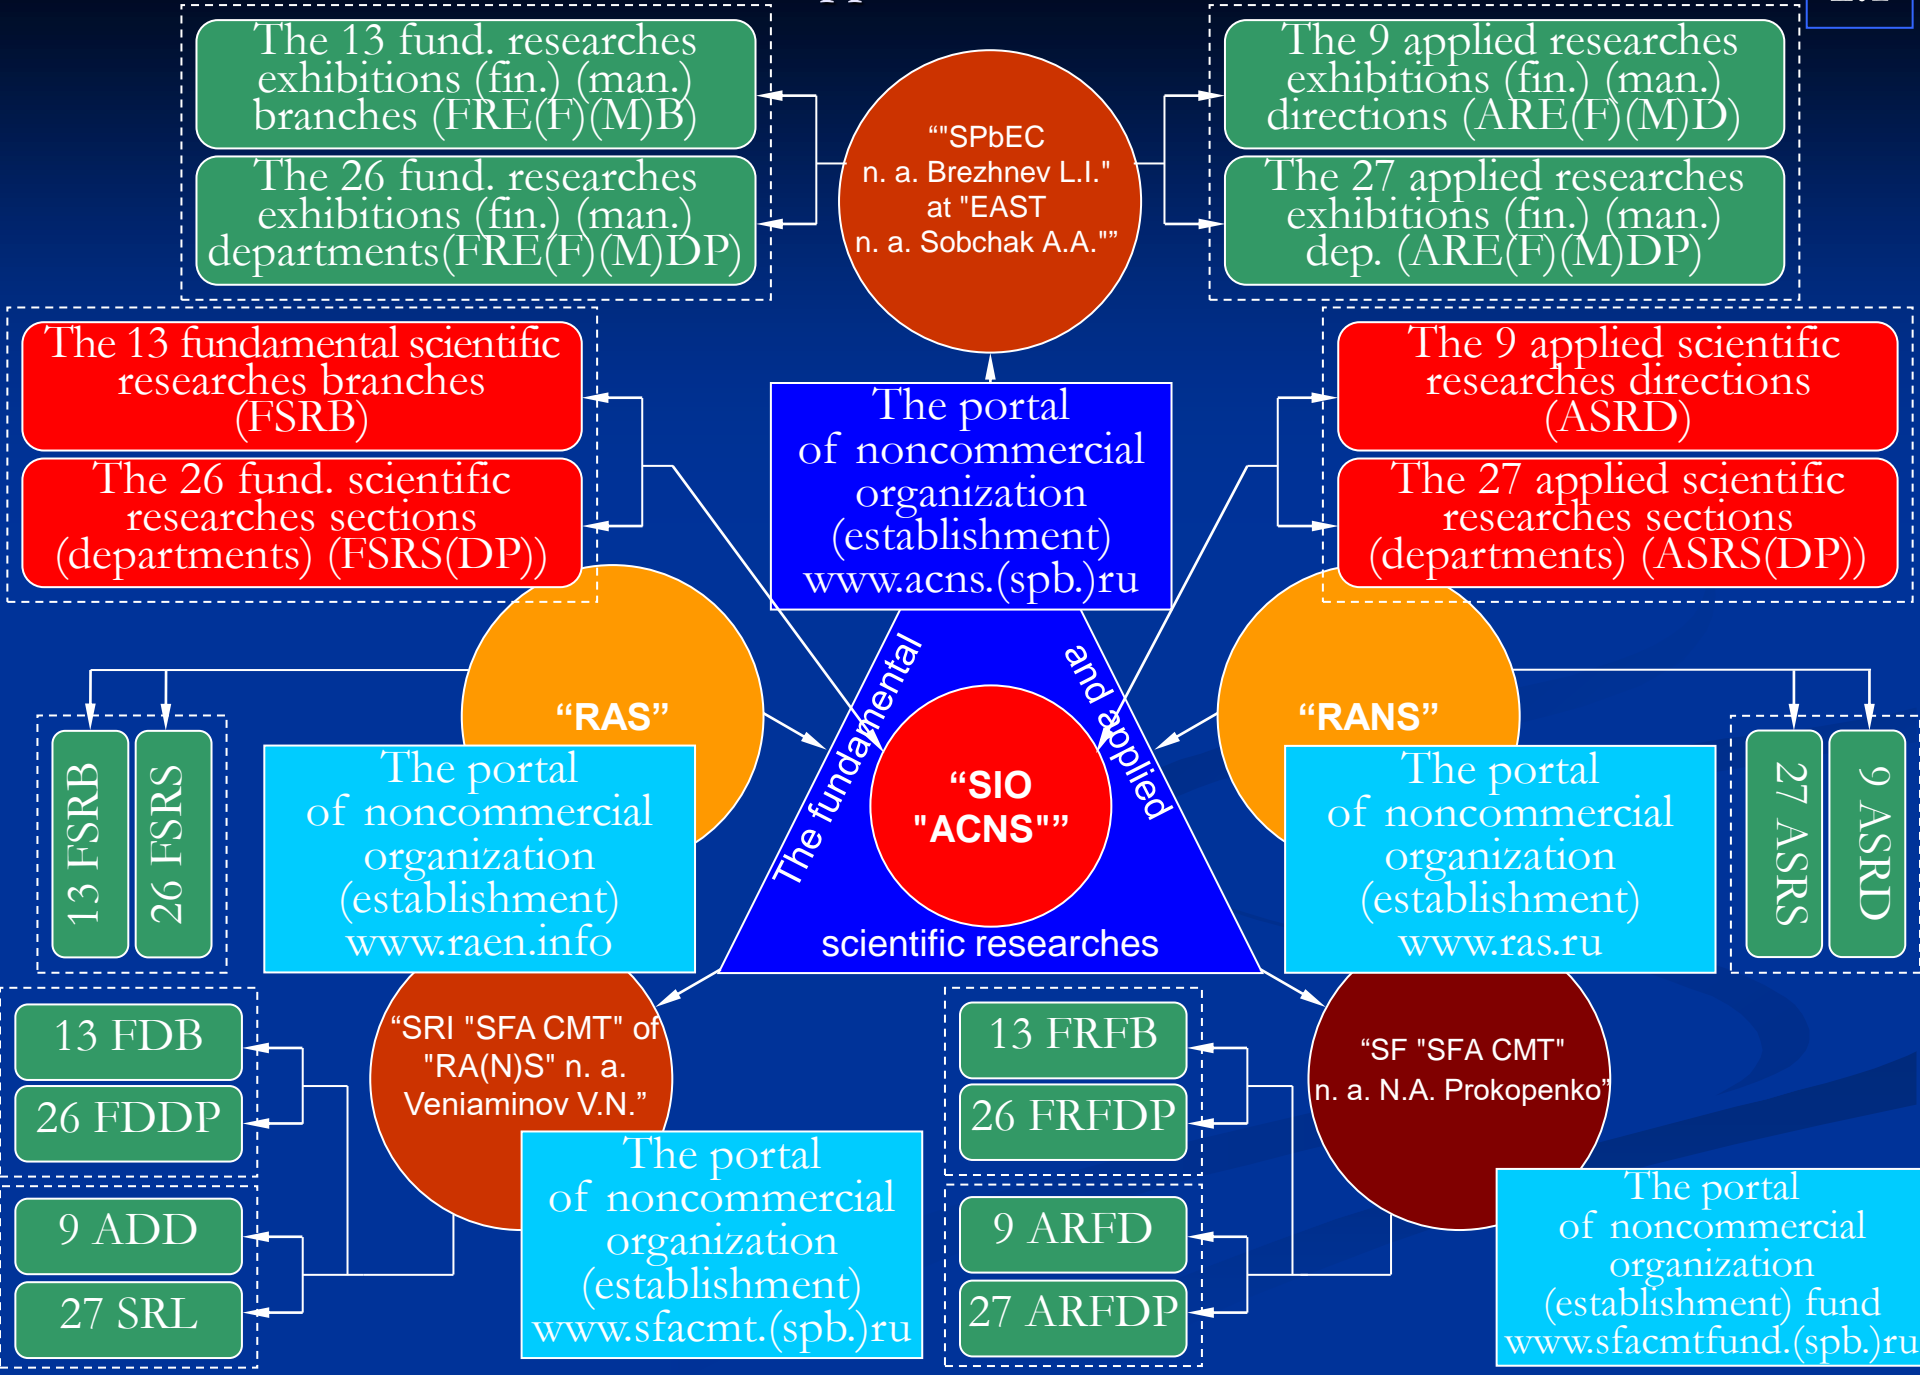 The 13 fund. researches
exhibitions (fin.) (man.)
branches (FRE(F)(M)B)
The 26 fund. researches
exhibitions (fin.) (man.)
departments(FRE(F)(M)DP)
“"SPbEC
n. a. Brezhnev L.I."
at "EAST
n. a. Sobchak A.A."”
The 9 applied researches
exhibitions (fin.) (man.)
directions (ARE(F)(M)D)
The 27 applied researches
exhibitions (fin.) (man.)
dep. (ARE(F)(M)DP)
The 13 fundamental scientific
researches branches
(FSRB)
The 26 fund. scientific
researches sections
(departments) (FSRS(DP))
The portal
of noncommercial
organization
(establishment)
www.acns.(spb.)ru
The 9 applied scientific
researches directions
(ASRD)
The 27 applied scientific
researches sections
(departments) (ASRS(DP))
“RAS”
The fundamental
and applied
scientific researches
“RANS”
“SIO
"ACNS"”
13 FSRB
26 FSRS
The portal
of noncommercial
organization
(establishment)
www.raen.info
The portal
of noncommercial
organization
(establishment)
www.ras.ru
27 ASRS
9 ASRD
13 FDB
26 FDDP
9 ADD
27 SRL
“SRI "SFA CMT" of
"RA(N)S" n. a.
Veniaminov V.N.”
The portal
of noncommercial
organization
(establishment)
www.sfacmt.(spb.)ru
13 FRFB
26 FRFDP
9 ARFD
27 ARFDP
“SF "SFA CMT"
n. a. N.A. Prokopenko”
The portal
of noncommercial
organization
(establishment) fund
www.sfacmtfund.(spb.)ru